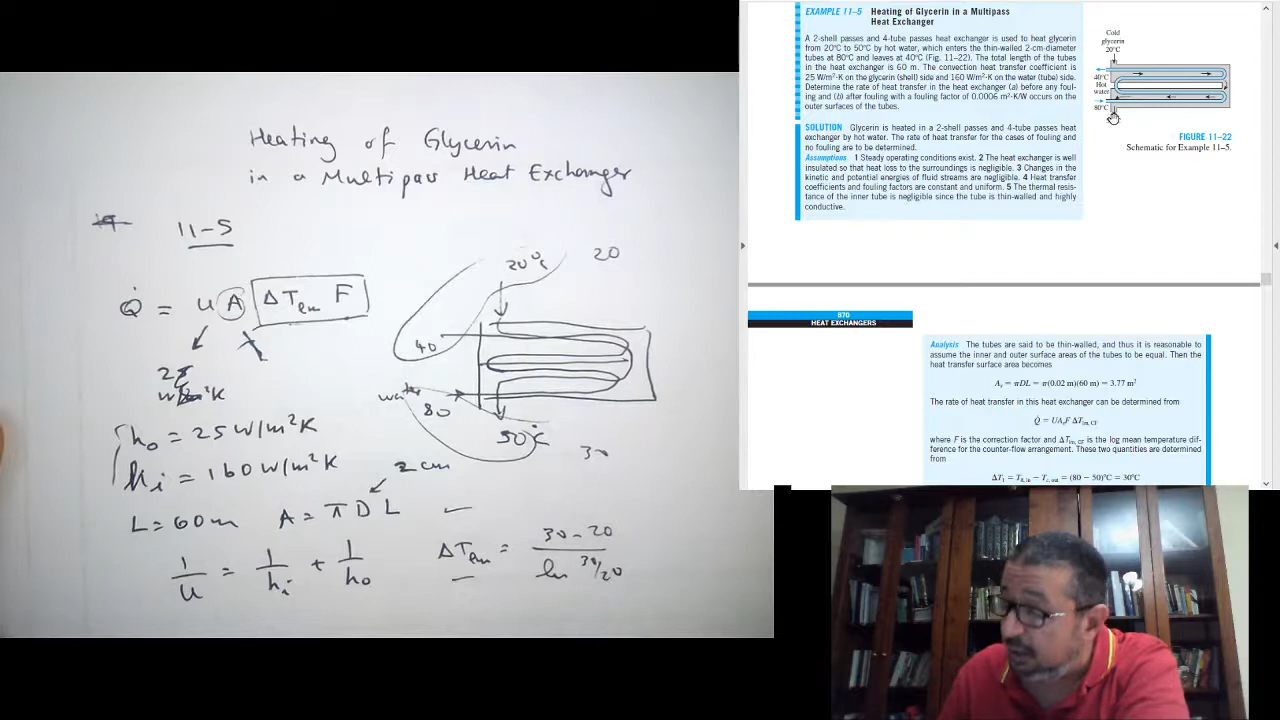 Heating of Glycerin
in a Multipass Heat Exchanger
11-5
Q̇ = U A ΔTlm F
25
W/m²K
ho = 25 W/m²K
hi = 160 W/m²K
L = 60m A = π D L
2 cm
1/U = 1/hi + 1/ho
ΔTlm = 30 - 20 / ln 30/20
20°C
20
40
80
50°C
30
EXAMPLE 11–5 Heating of Glycerin in a Multipass
Heat Exchanger
A 2-shell passes and 4-tube passes heat exchanger is used to heat glycerin
from 20°C to 50°C by hot water, which enters the thin-walled 2-cm-diameter
tubes at 80°C and leaves at 40°C (Fig. 11–22). The total length of the tubes
in the heat exchanger is 60 m. The convection heat transfer coefficient is
25 W/m²·K on the glycerin (shell) side and 160 W/m²·K on the water (tube) side.
Determine the rate of heat transfer in the heat exchanger (a) before any foul-
ing and (b) after fouling with a fouling factor of 0.0006 m²·K/W occurs on the
outer surfaces of the tubes.
SOLUTION Glycerin is heated in a 2-shell passes and 4-tube passes heat
exchanger by hot water. The rate of heat transfer for the cases of fouling and
no fouling are to be determined.
Assumptions 1 Steady operating conditions exist. 2 The heat exchanger is well
insulated so that heat loss to the surroundings is negligible. 3 Changes in the
kinetic and potential energies of fluid streams are negligible. 4 Heat transfer
coefficients and fouling factors are constant and uniform. 5 The thermal resis-
tance of the inner tube is negligible since the tube is thin-walled and highly
conductive.
Cold
glycerin
20°C
40°C
Hot
water
80°C
FIGURE 11–22
Schematic for Example 11–5.
870
HEAT EXCHANGERS
Analysis The tubes are said to be thin-walled, and thus it is reasonable to
assume the inner and outer surface areas of the tubes to be equal. Then the
heat transfer surface area becomes
As = πDL = π(0.02 m)(60 m) = 3.77 m²
The rate of heat transfer in this heat exchanger can be determined from
Q̇ = UAsF ΔTlm, CF
where F is the correction factor and ΔTlm, CF is the log mean temperature dif-
ference for the counter-flow arrangement. These two quantities are determined
from
ΔT1 = Th, in − Tc, out = (80 − 50)°C = 30°C